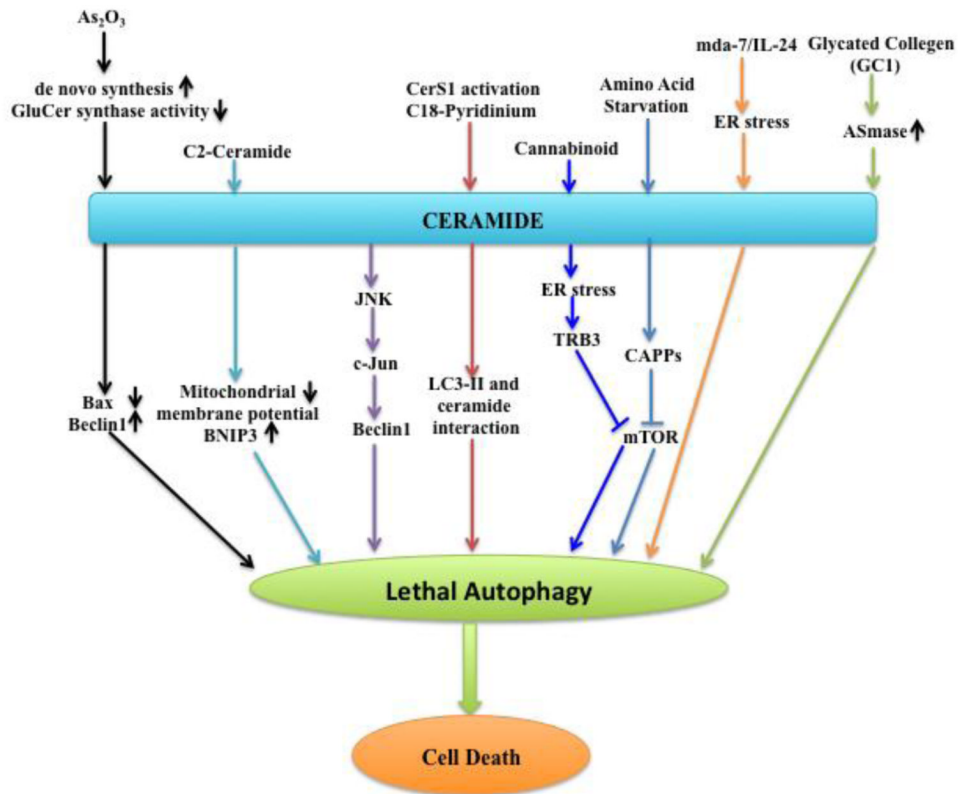 As₂O₃
de novo synthesis ↑
GluCer synthase activity ↓
C2-Ceramide
CerS1 activation
C18-Pyridinium
Cannabinoid
Amino Acid
Starvation
mda-7/IL-24
ER stress
Glycated Collagen
(GC1)
ASmase ↑
CERAMIDE
Bax ↓
Beclin1 ↑
Mitochondrial ↓
membrane potential
BNIP3 ↑
JNK
c-Jun
Beclin1
LC3-II and
ceramide
interaction
ER stress
TRB3
CAPPs
mTOR
Lethal Autophagy
Cell Death